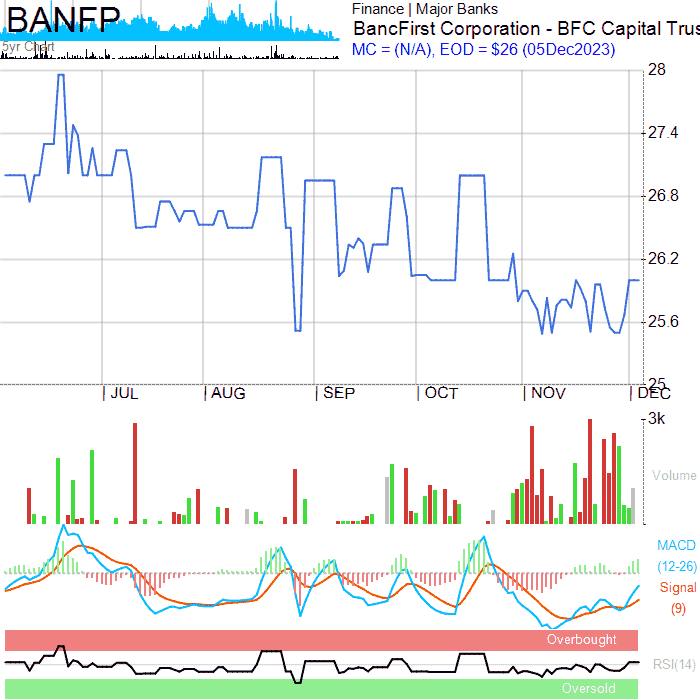 BANFP
5yr Chart
Finance | Major Banks
BancFirst Corporation - BFC Capital Trus
MC = (N/A), EOD = $26 (05Dec2023)
28
27.4
26.8
26.2
25.6
25
JUL
AUG
SEP
OCT
NOV
DEC
3k
Volume
MACD
(12-26)
Signal
(9)
Overbought
RSI(14)
Oversold